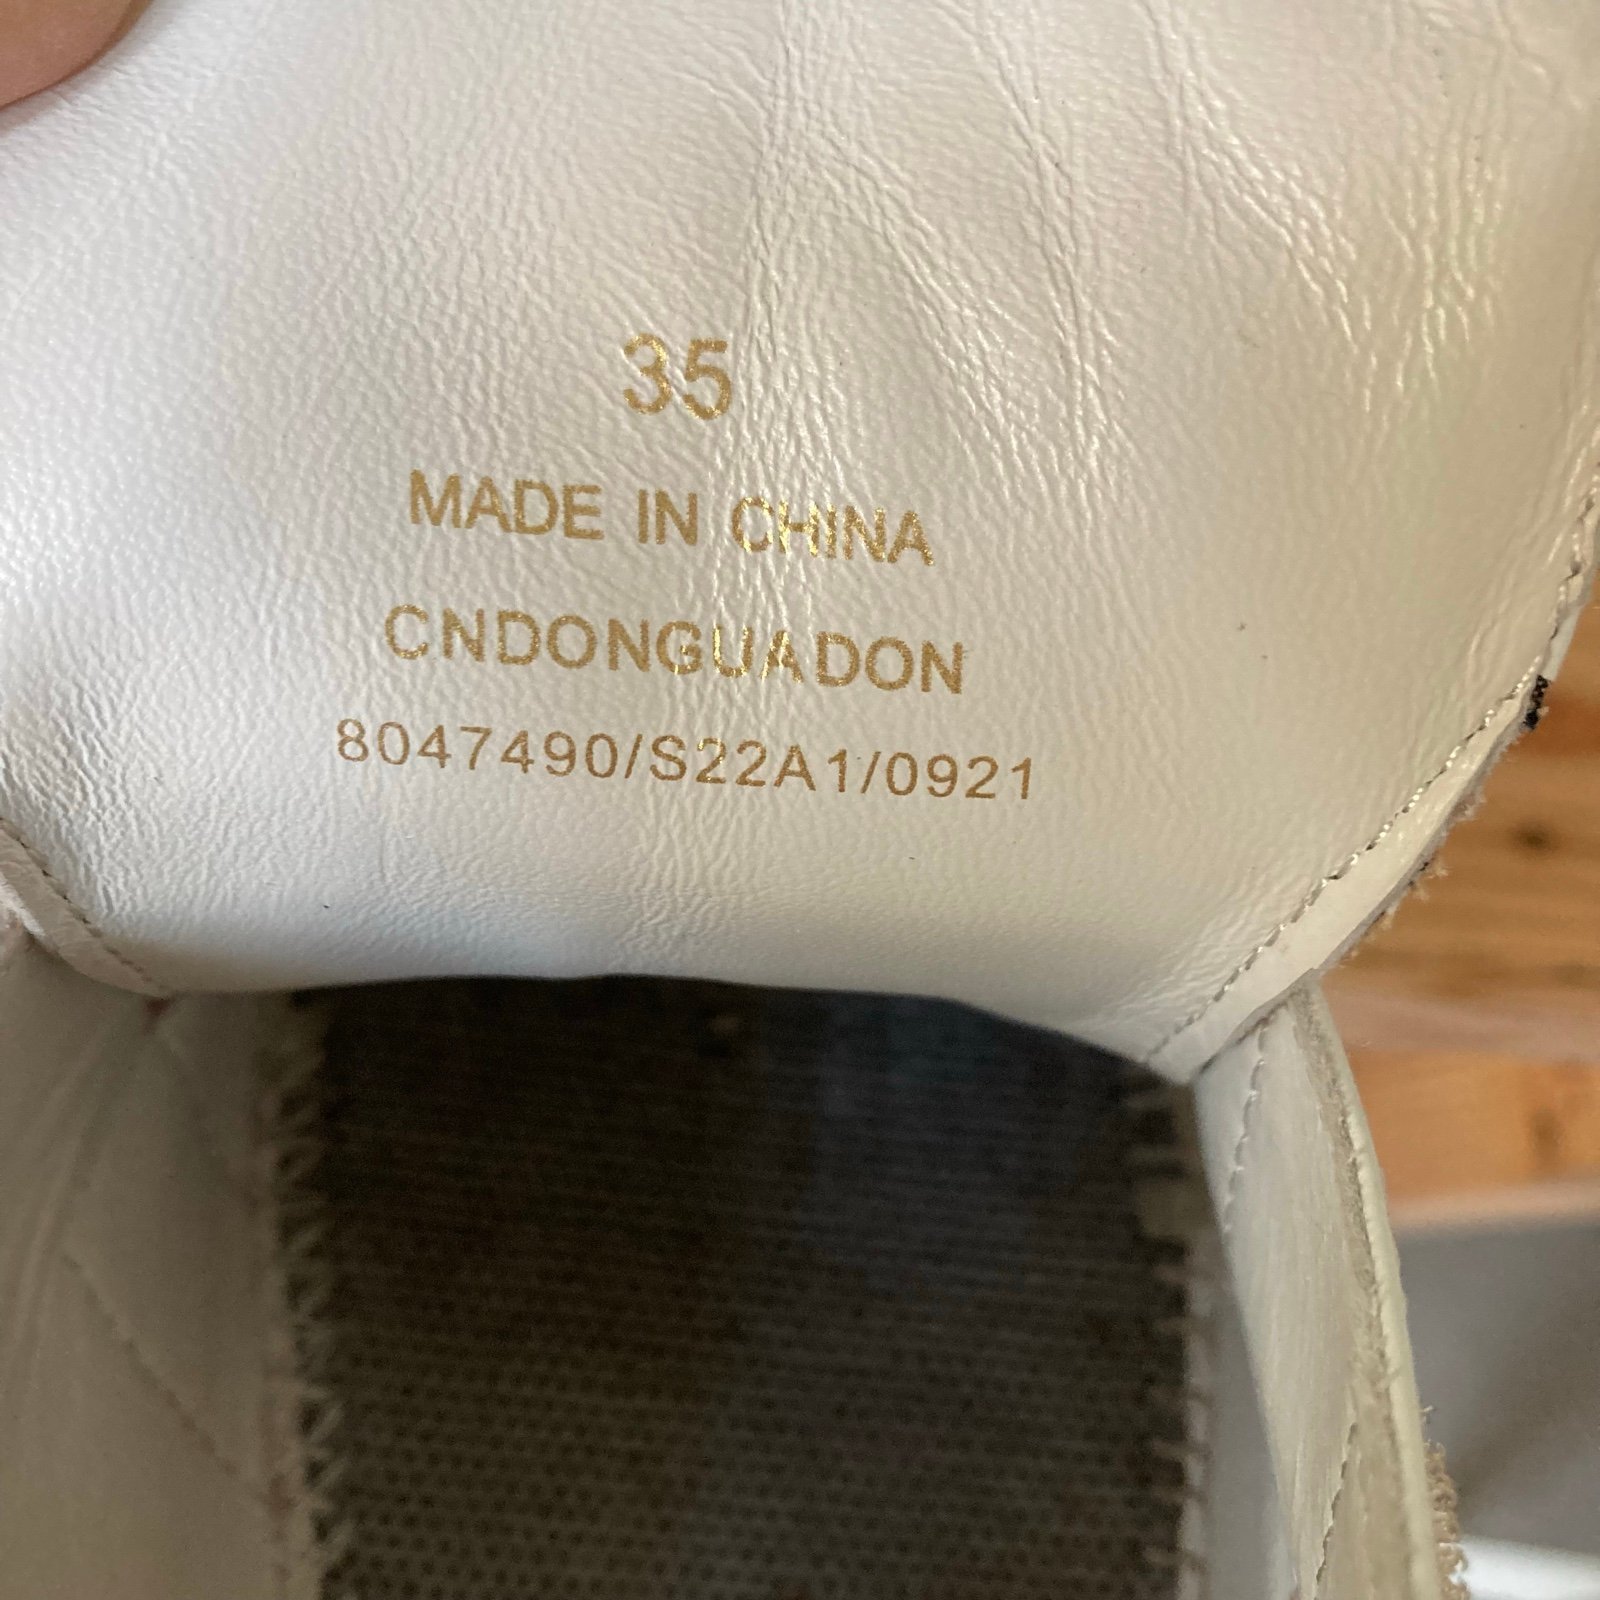 35
MADE IN CHINA
CNDONGUADON
8047490/S22A1/0921